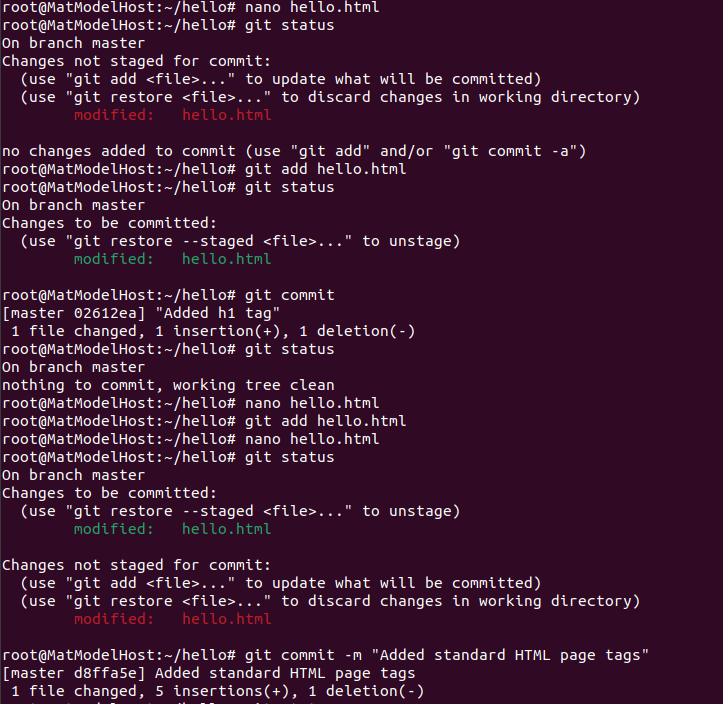 root@MatModelHost:~/hello# nano hello.html
root@MatModelHost:~/hello# git status
On branch master
Changes not staged for commit:
  (use "git add <file>..." to update what will be committed)
  (use "git restore <file>..." to discard changes in working directory)
        modified:   hello.html

no changes added to commit (use "git add" and/or "git commit -a")
root@MatModelHost:~/hello# git add hello.html
root@MatModelHost:~/hello# git status
On branch master
Changes to be committed:
  (use "git restore --staged <file>..." to unstage)
        modified:   hello.html

root@MatModelHost:~/hello# git commit
[master 02612ea] "Added h1 tag"
 1 file changed, 1 insertion(+), 1 deletion(-)
root@MatModelHost:~/hello# git status
On branch master
nothing to commit, working tree clean
root@MatModelHost:~/hello# nano hello.html
root@MatModelHost:~/hello# git add hello.html
root@MatModelHost:~/hello# nano hello.html
root@MatModelHost:~/hello# git status
On branch master
Changes to be committed:
  (use "git restore --staged <file>..." to unstage)
        modified:   hello.html

Changes not staged for commit:
  (use "git add <file>..." to update what will be committed)
  (use "git restore <file>..." to discard changes in working directory)
        modified:   hello.html

root@MatModelHost:~/hello# git commit -m "Added standard HTML page tags"
[master d8ffa5e] Added standard HTML page tags
 1 file changed, 5 insertions(+), 1 deletion(-)